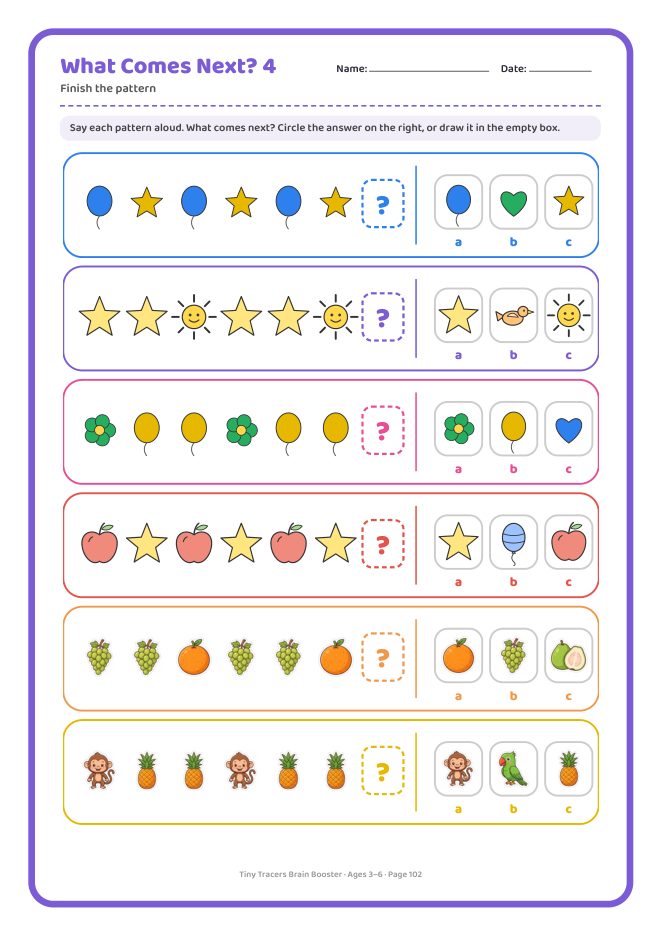 What Comes Next? 4
Name: Date:
Finish the pattern
Say each pattern aloud. What comes next? Circle the answer on the right, or draw it in the empty box.
?
a b c
?
a b c
?
a b c
?
a b c
?
a b c
?
a b c
Tiny Tracers Brain Booster · Ages 3–6 · Page 102